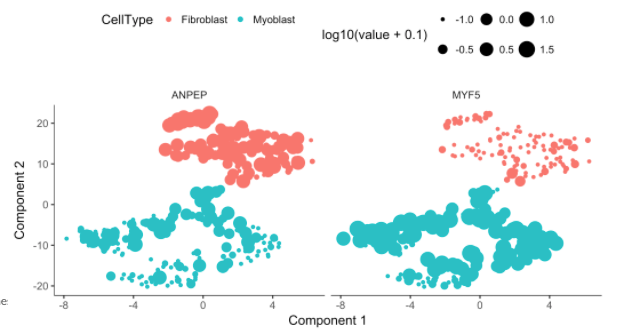 CellType Fibroblast Myoblast
log10(value + 0.1) -1.0 0.0 1.0
-0.5 0.5 1.5
ANPEP MYF5
Component 2
20
10
0
-10
-20
-8 -4 0 4 -8 -4 0 4
Component 1